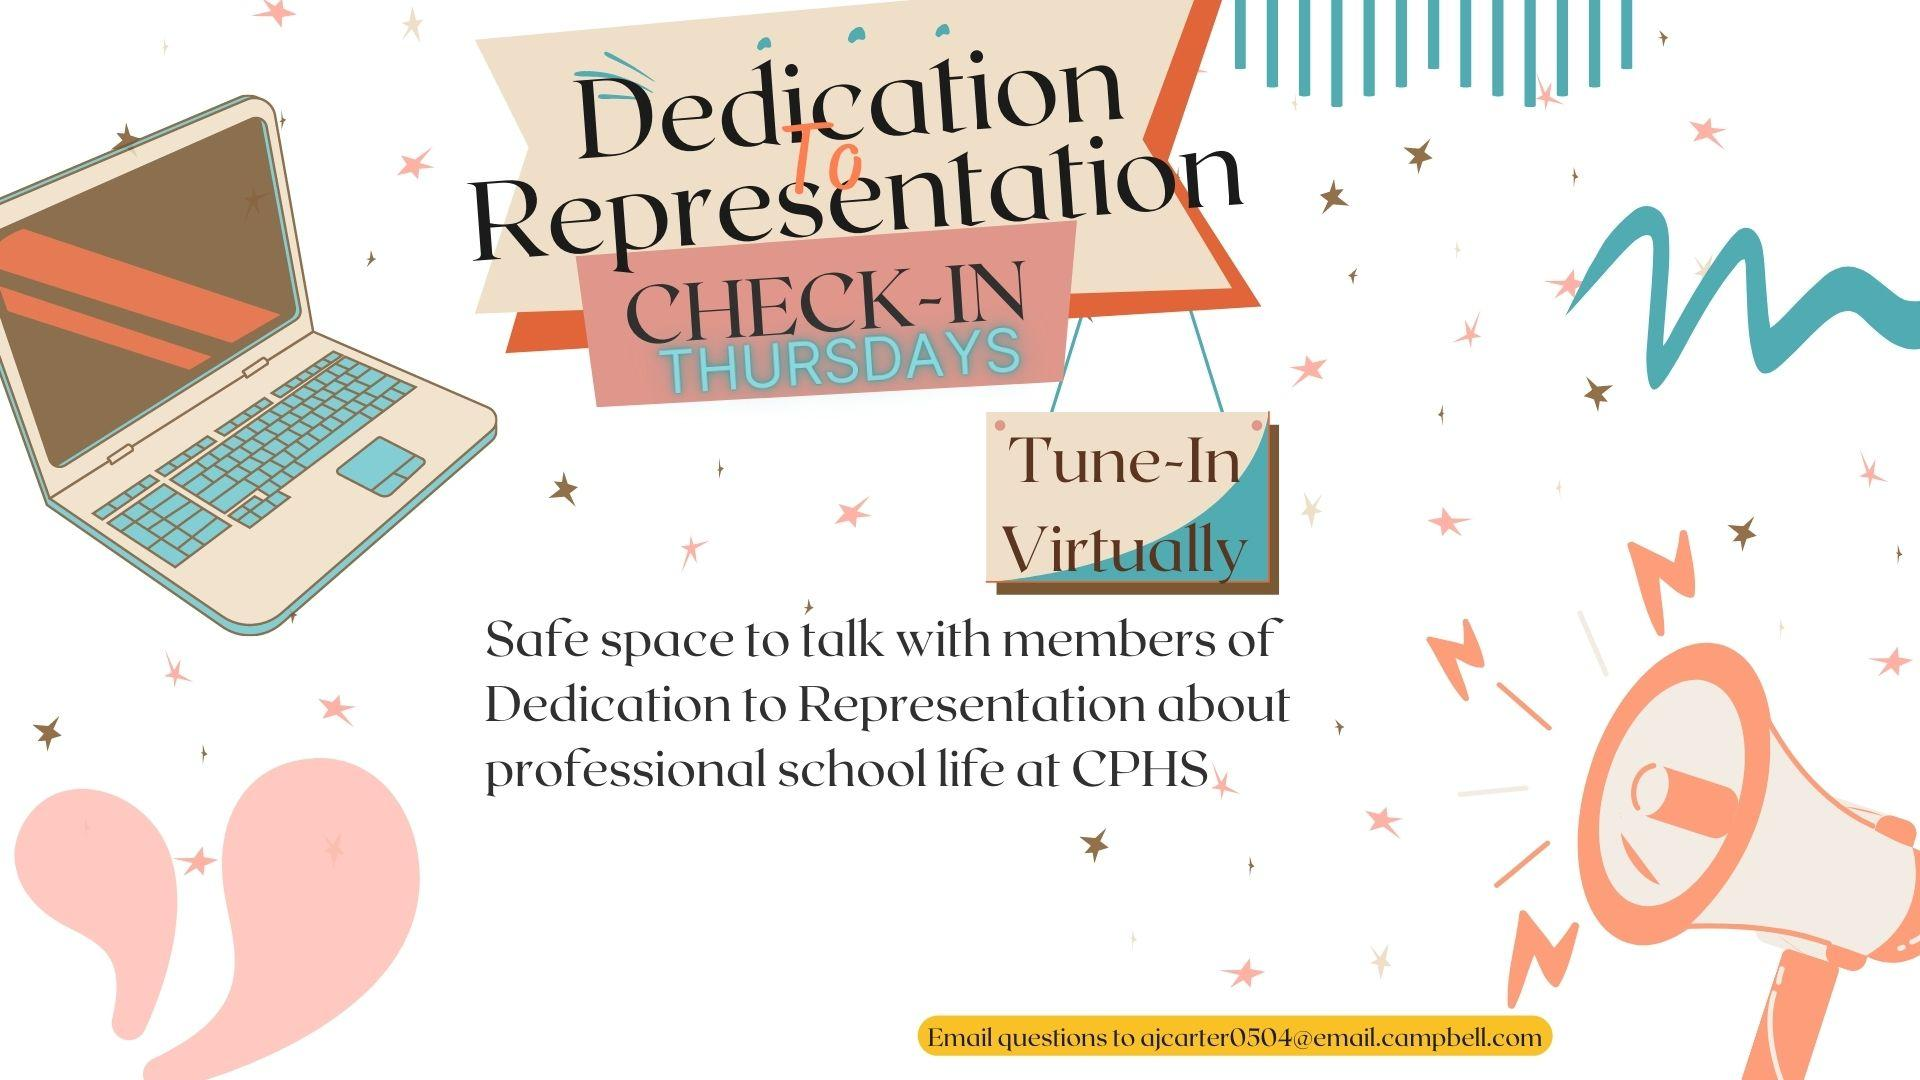 Dedication
To
Representation
CHECK-IN
THURSDAYS
Tune-In
Virtually
Safe space to talk with members of
Dedication to Representation about
professional school life at CPHS
Email questions to ajcarter0504@email.campbell.com